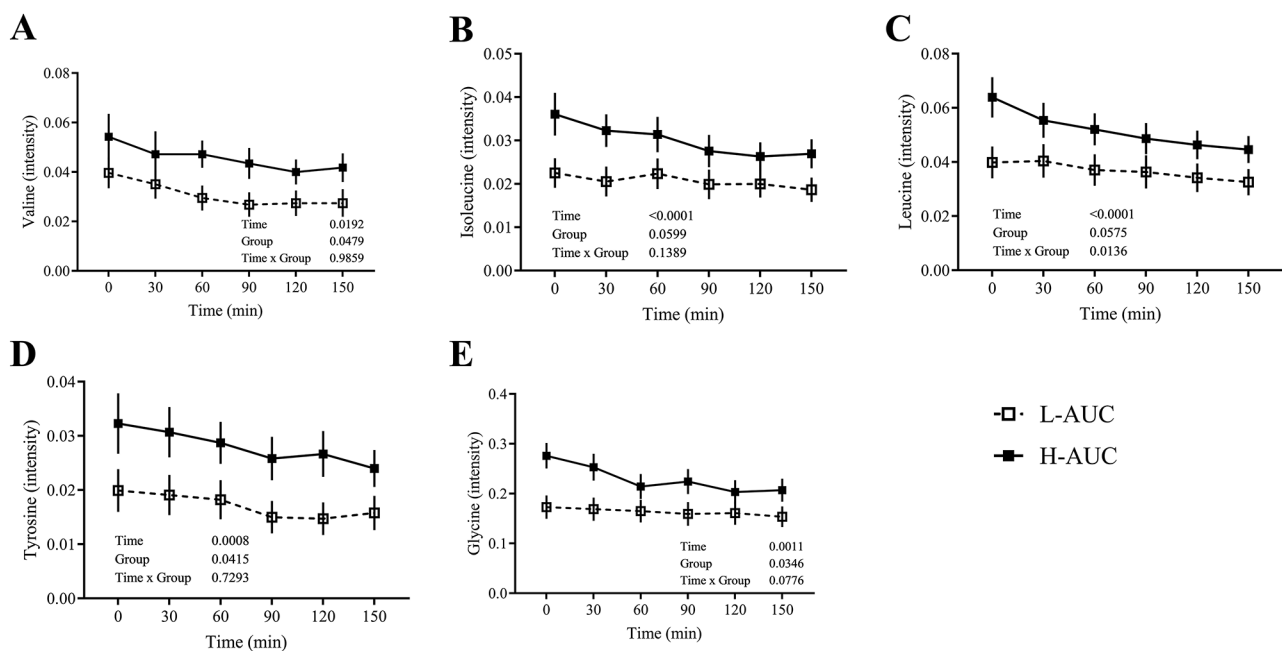 A
Valine (intensity)
0.08
0.06
0.04
0.02
0.00
Time 0.0192
Group 0.0479
Time x Group 0.9859
0 30 60 90 120 150
Time (min)
B
Isoleucine (intensity)
0.05
0.04
0.03
0.02
0.01
0.00
Time <0.0001
Group 0.0599
Time x Group 0.1389
0 30 60 90 120 150
Time (min)
C
Leucine (intensity)
0.08
0.06
0.04
0.02
0.00
Time <0.0001
Group 0.0575
Time x Group 0.0136
0 30 60 90 120 150
Time (min)
D
Tyrosine (intensity)
0.04
0.03
0.02
0.01
0.00
Time 0.0008
Group 0.0415
Time x Group 0.7293
0 30 60 90 120 150
Time (min)
E
Glycine (intensity)
0.4
0.3
0.2
0.1
0.0
Time 0.0011
Group 0.0346
Time x Group 0.0776
0 30 60 90 120 150
Time (min)
L-AUC
H-AUC